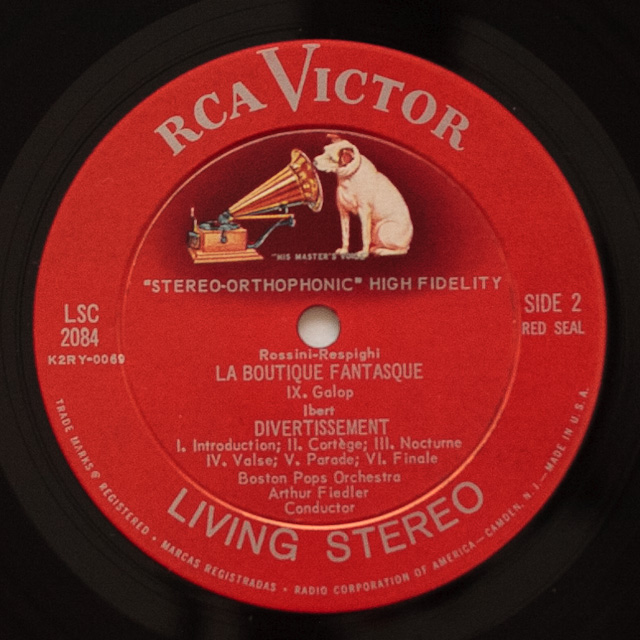 RCA VICTOR
"HIS MASTER'S VOICE"
"STEREO-ORTHOPHONIC" HIGH FIDELITY
LSC
2084
K2RY-0069
SIDE 2
RED SEAL
Rossini-Respighi
LA BOUTIQUE FANTASQUE
IX. Galop
Ibert
DIVERTISSEMENT
I. Introduction; II. Cortège; III. Nocturne
IV. Valse; V. Parade; VI. Finale
Boston Pops Orchestra
Arthur Fiedler
Conductor
LIVING STEREO
TRADE MARKS ® REGISTERED • MARCAS REGISTRADAS • RADIO CORPORATION OF AMERICA—CAMDEN, N. J.—MADE IN U.S.A.